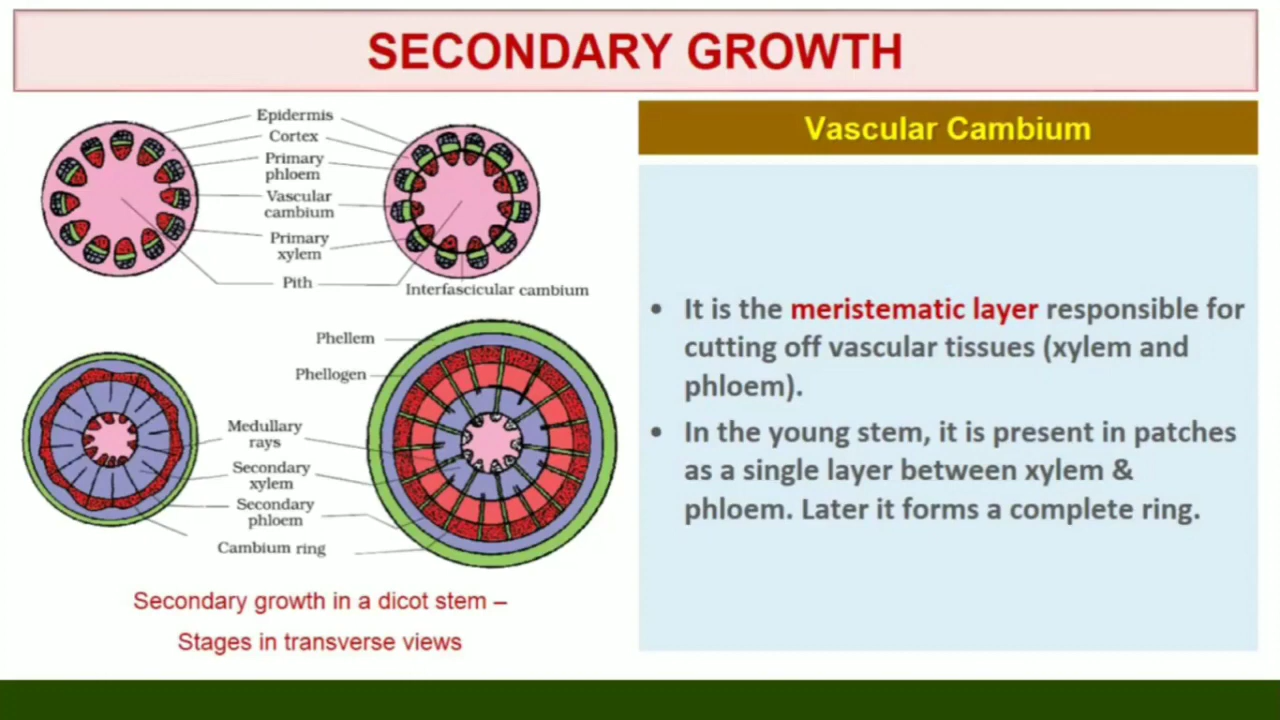 SECONDARY GROWTH
Epidermis
Cortex
Primary
phloem
Vascular
cambium
Primary
xylem
Pith
Interfascicular cambium
Phellem
Phellogen
Medullary
rays
Secondary
xylem
Secondary
phloem
Cambium ring
Secondary growth in a dicot stem –
Stages in transverse views
Vascular Cambium
• It is the meristematic layer responsible for
cutting off vascular tissues (xylem and
phloem).
• In the young stem, it is present in patches
as a single layer between xylem &
phloem. Later it forms a complete ring.